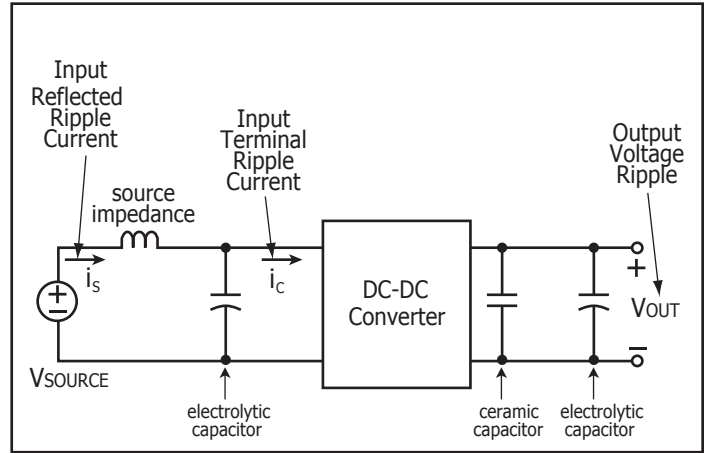 Input
Reflected
Ripple
Current
Input
Terminal
Ripple
Current
Output
Voltage
Ripple
source
impedance
iS
iC
DC-DC
Converter
+
−
+
VOUT
−
VSOURCE
electrolytic
capacitor
ceramic
capacitor
electrolytic
capacitor